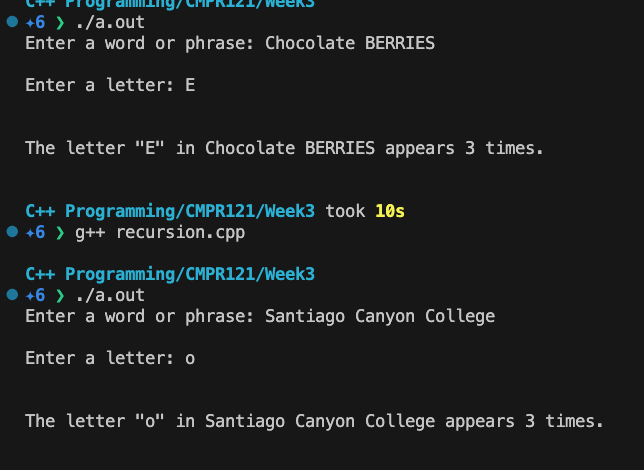 C++ Programming/CMPR121/Week3
✦6 ❯ ./a.out
Enter a word or phrase: Chocolate BERRIES
Enter a letter: E
The letter "E" in Chocolate BERRIES appears 3 times.
C++ Programming/CMPR121/Week3 took 10s
✦6 ❯ g++ recursion.cpp
C++ Programming/CMPR121/Week3
✦6 ❯ ./a.out
Enter a word or phrase: Santiago Canyon College
Enter a letter: o
The letter "o" in Santiago Canyon College appears 3 times.